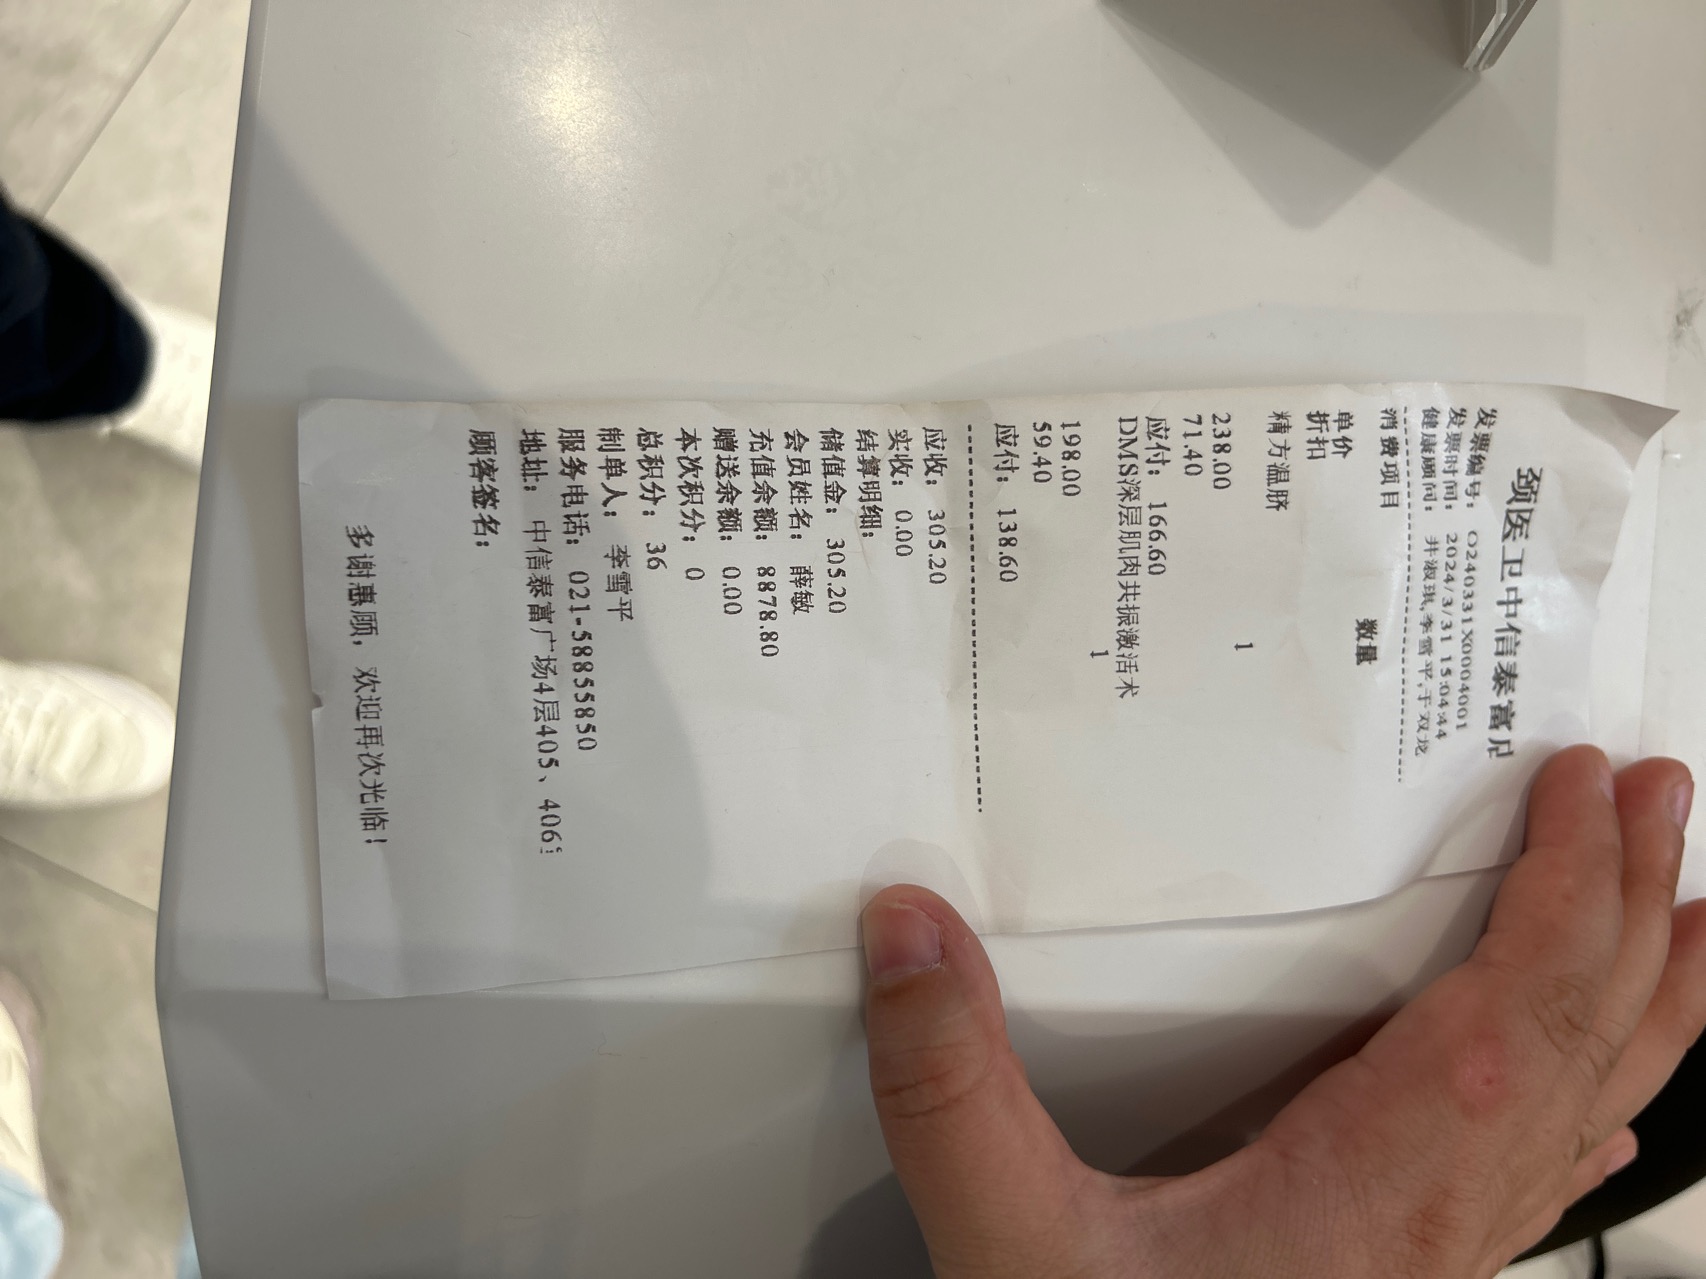 颈医卫中信泰富店
发票编号： O240331X0004001
发票时间： 2024/3/31 15:04:44
健康顾问： 井淑琪,李雪平,于双龙
消费项目
数量
单价
折扣
精方温脐
1
238.00
71.40
应付： 166.60
DMS深层肌肉共振激活术
1
198.00
59.40
应付： 138.60
应收： 305.20
实收： 0.00
结算明细：
储值金： 305.20
会员姓名： 薛敏
充值余额： 8878.80
赠送余额： 0.00
本次积分： 0
总积分： 36
制单人： 李雪平
服务电话： 021-58855850
地址： 中信泰富广场4层405、406
顾客签名：
多谢惠顾，欢迎再次光临！